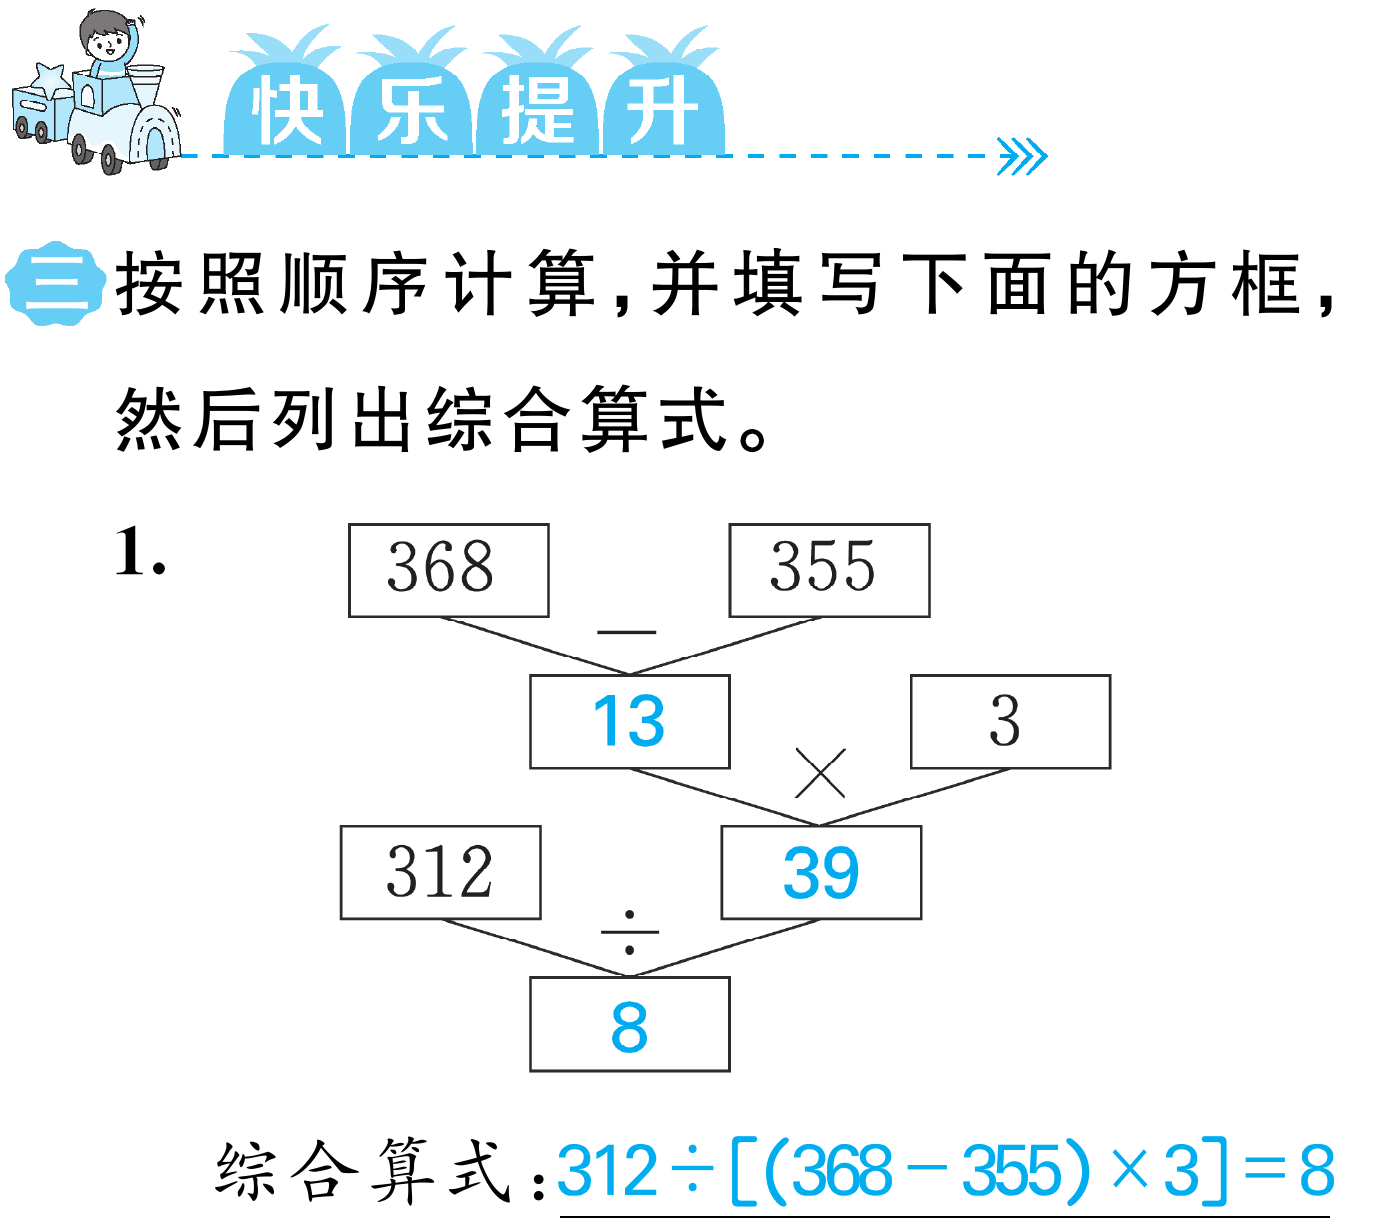 快乐提升
三 按照顺序计算,并填写下面的方框,
然后列出综合算式。
1. 368 - 355
13 × 3
312 ÷ 39
8
综合算式:312÷[(368-355)×3]=8